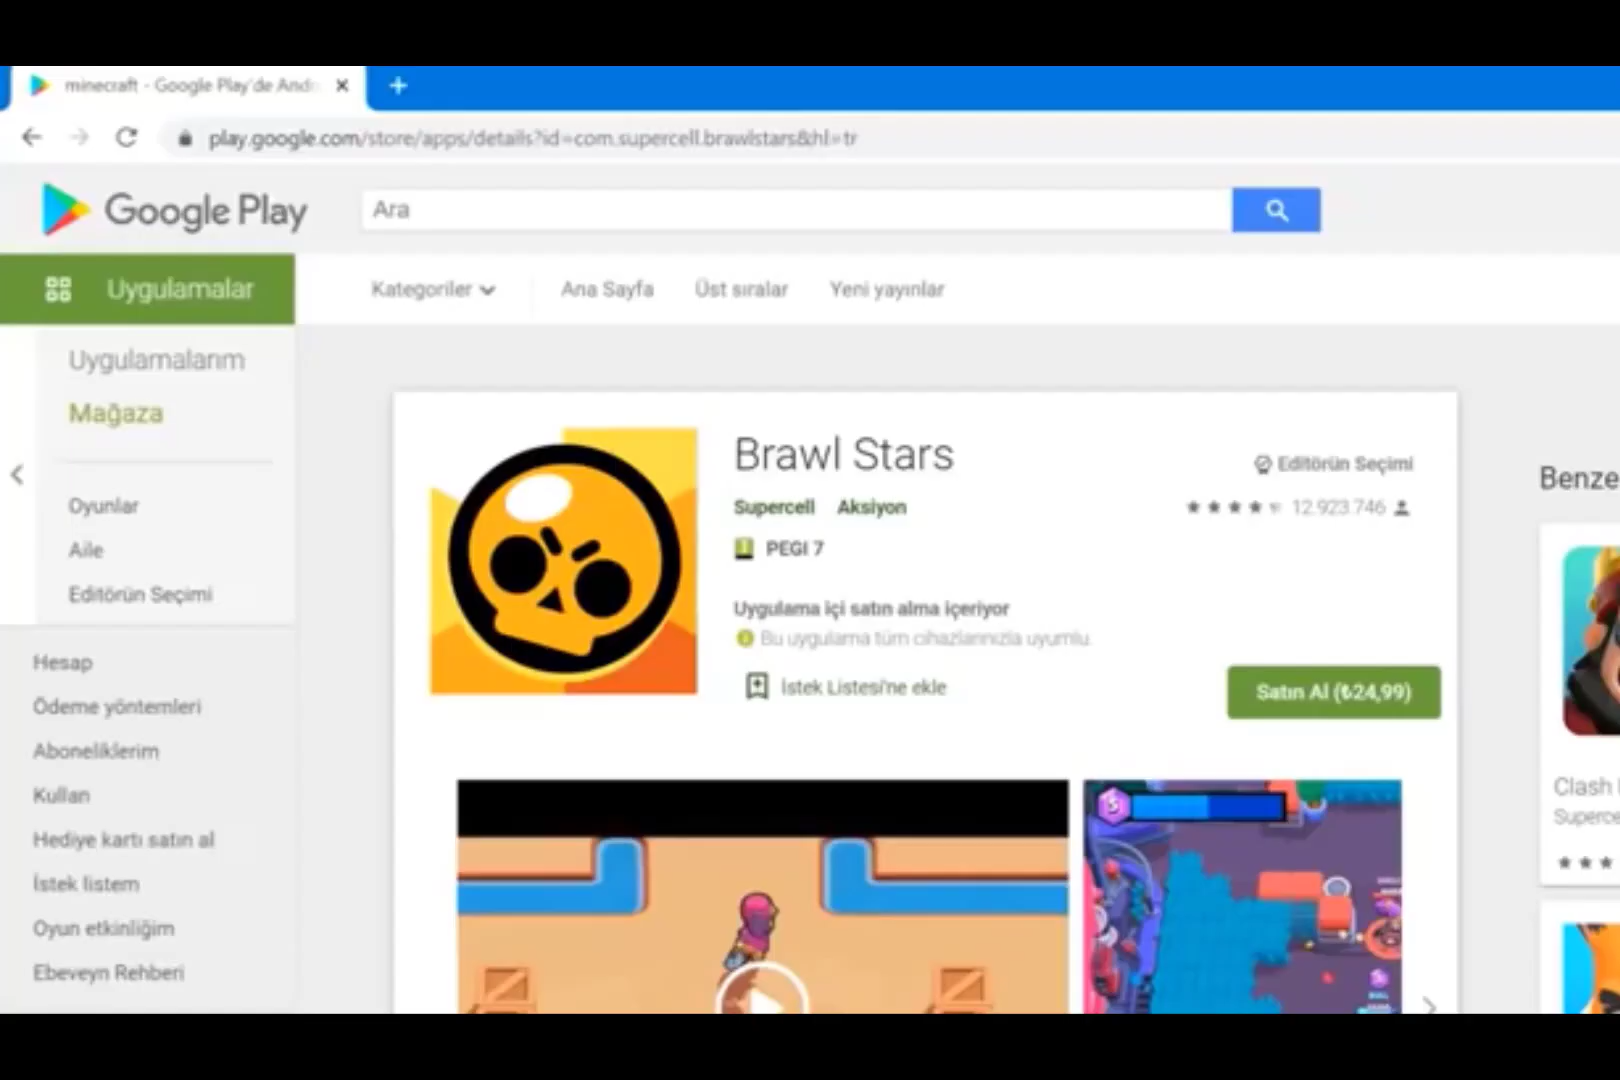 minecraft - Google Play'de Andr
play.google.com/store/apps/details?id=com.supercell.brawlstars&hl=tr
Google Play
Ara
Uygulamalar
Kategoriler
Ana Sayfa
Üst sıralar
Yeni yayınlar
Uygulamalarım
Mağaza
Oyunlar
Aile
Editörün Seçimi
Hesap
Ödeme yöntemleri
Aboneliklerim
Kullan
Hediye kartı satın al
İstek listem
Oyun etkinliğim
Ebeveyn Rehberi
Brawl Stars
Editörün Seçimi
Supercell Aksiyon
12.923.746
PEGI 7
Uygulama içi satın alma içeriyor
Bu uygulama tüm cihazlarınızla uyumlu.
İstek Listesi'ne ekle
Satın Al (₺24,99)
Benze
Clash
Superce